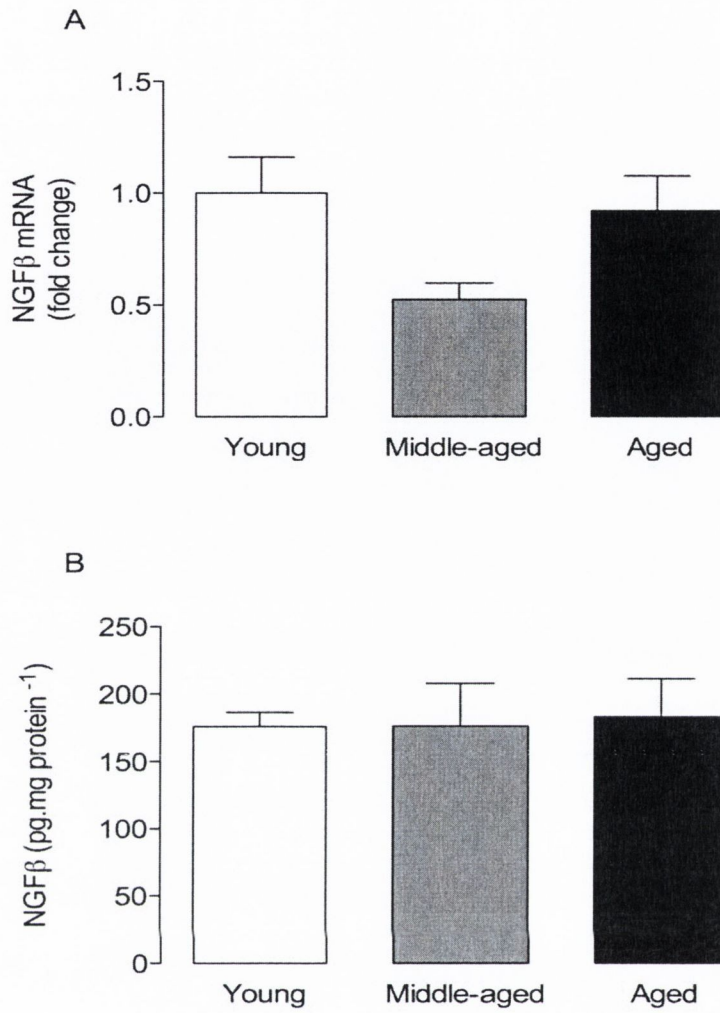 A
NGFβ mRNA
(fold change)
1.5
1.0
0.5
0.0
Young Middle-aged Aged
B
NGFβ (pg.mg protein⁻¹)
250
200
150
100
50
0
Young Middle-aged Aged